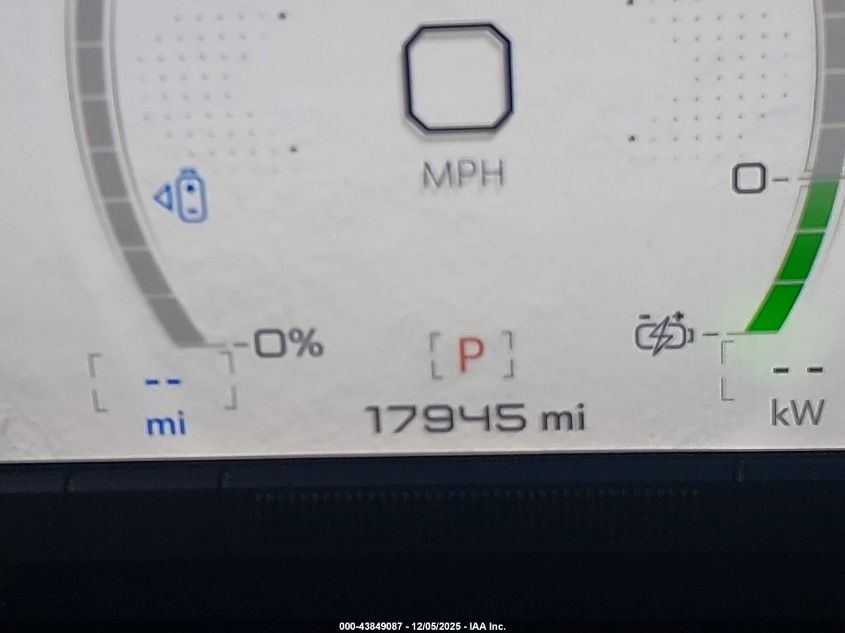 0
MPH
0
0%
[P]
-- mi
17945 mi
-- kW
000-43849087 - 12/05/2025 - IAA Inc.